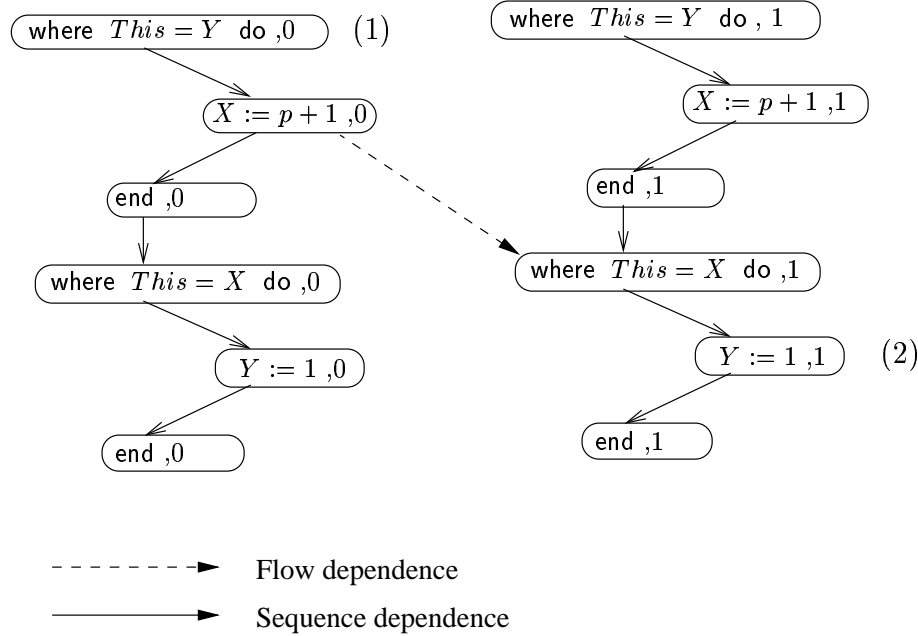 where This = Y do ,0
(1)
X := p + 1 ,0
end ,0
where This = X do ,0
Y := 1 ,0
end ,0
where This = Y do , 1
X := p + 1 ,1
end ,1
where This = X do ,1
Y := 1 ,1
(2)
end ,1
Flow dependence
Sequence dependence